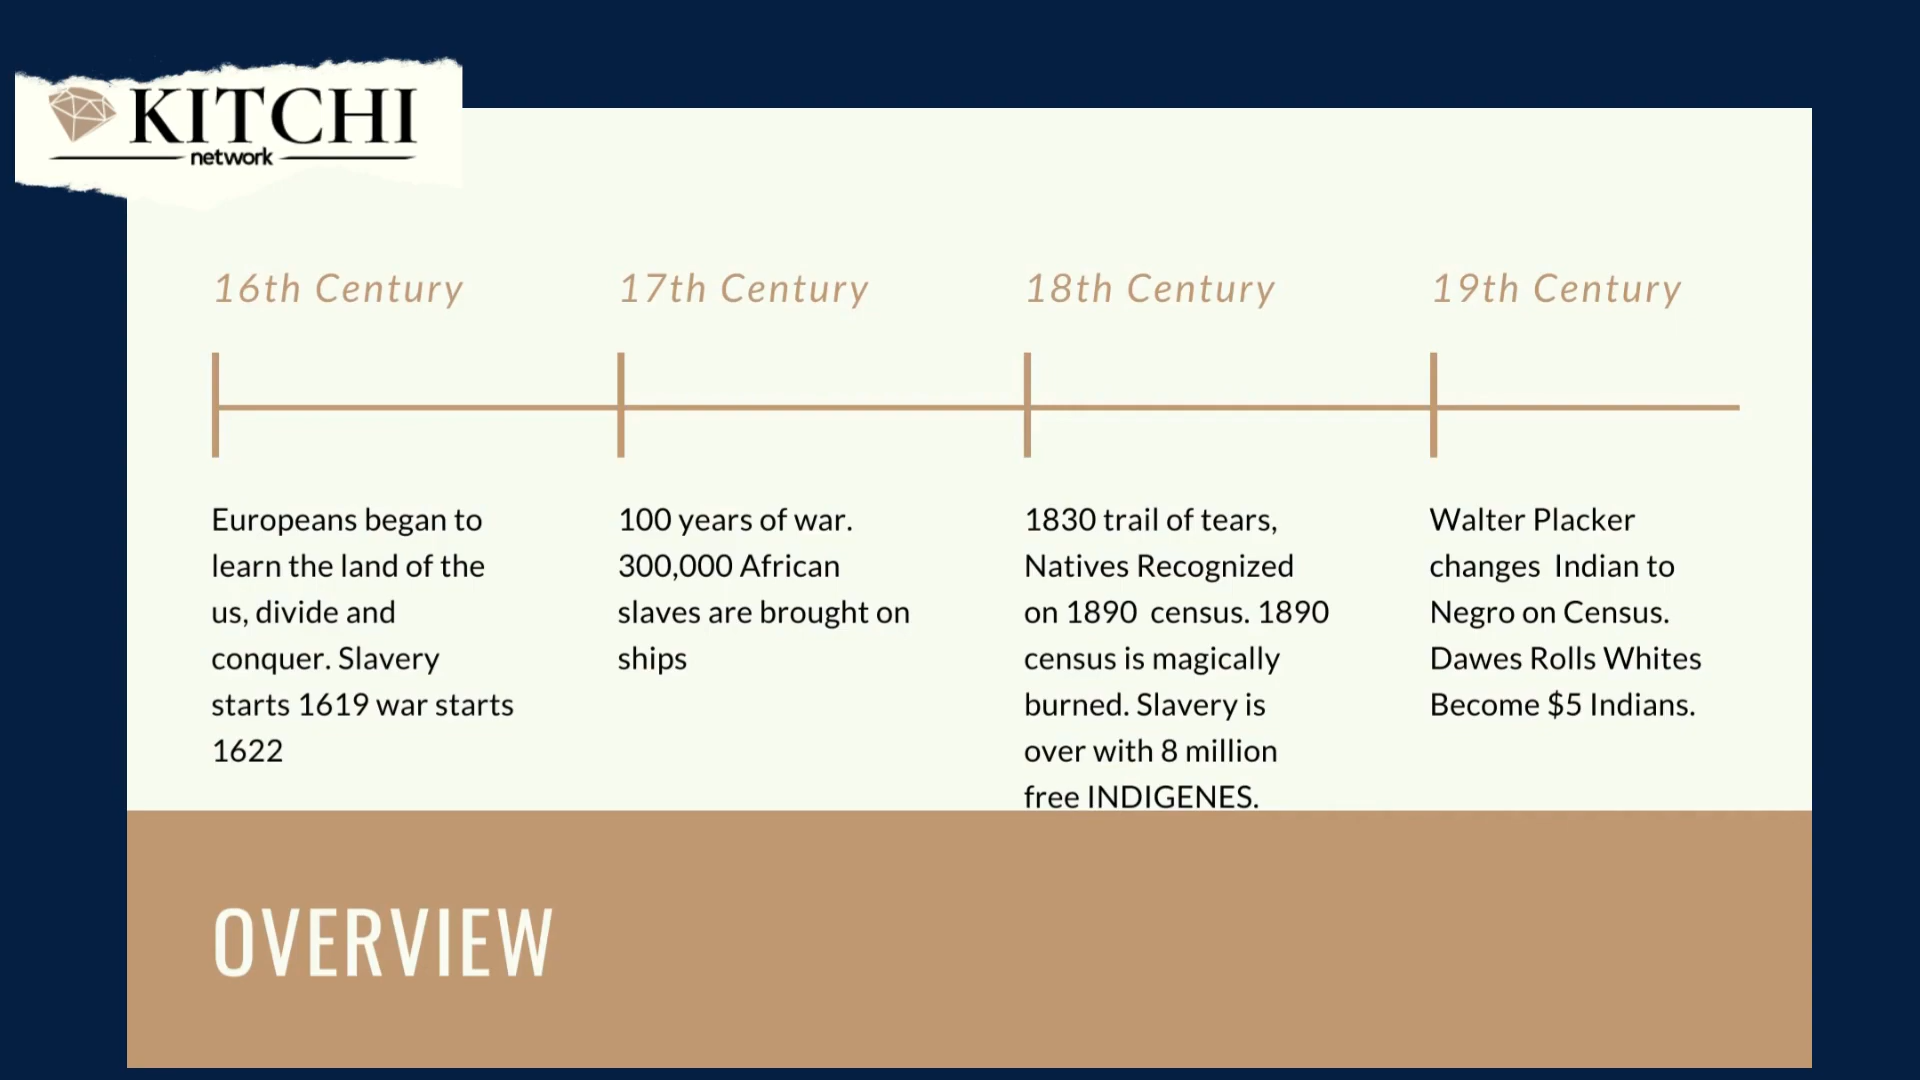 KITCHI
network
16th Century
17th Century
18th Century
19th Century
Europeans began to
learn the land of the
us, divide and
conquer. Slavery
starts 1619 war starts
1622
100 years of war.
300,000 African
slaves are brought on
ships
1830 trail of tears,
Natives Recognized
on 1890  census. 1890
census is magically
burned. Slavery is
over with 8 million
free INDIGENES.
Walter Placker
changes  Indian to
Negro on Census.
Dawes Rolls Whites
Become $5 Indians.
OVERVIEW